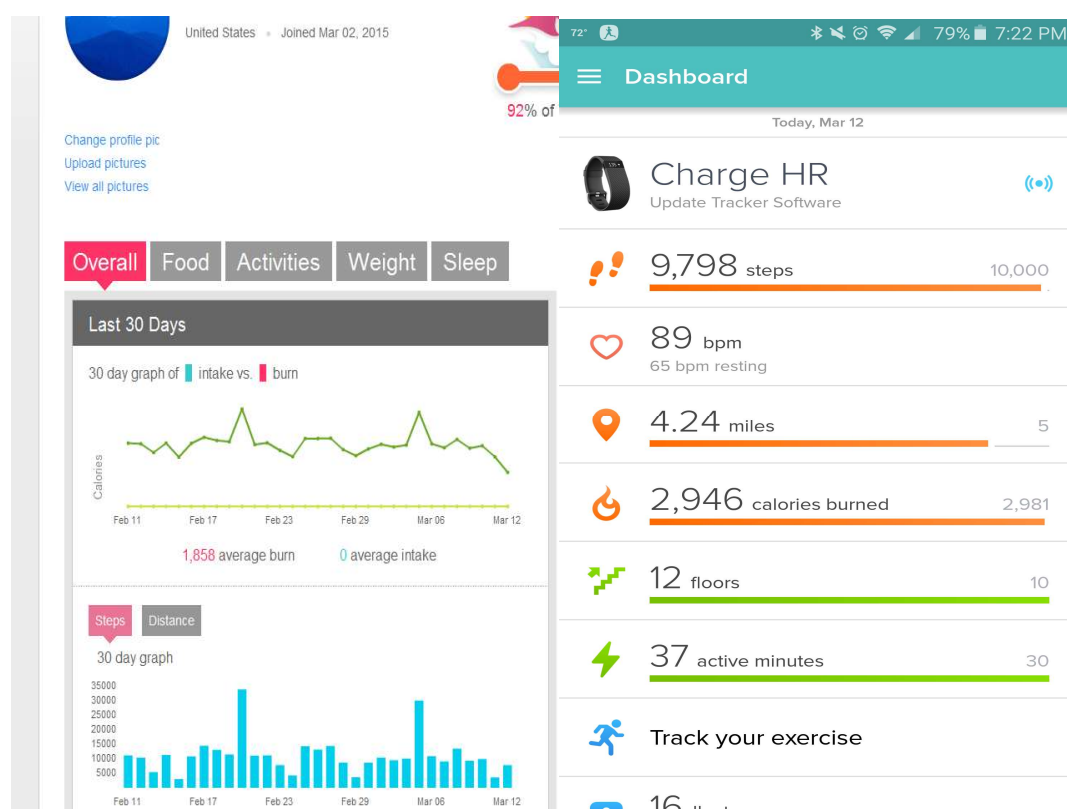 United States • Joined Mar 02, 2015
92% of
Change profile pic
Upload pictures
View all pictures
Overall Food Activities Weight Sleep
Last 30 Days
30 day graph of intake vs. burn
Calories
Feb 11 Feb 17 Feb 23 Feb 29 Mar 06 Mar 12
1,858 average burn 0 average intake
Steps Distance
30 day graph
35000
30000
25000
20000
15000
10000
5000
Feb 11 Feb 17 Feb 23 Feb 29 Mar 06 Mar 12
72° 79% 7:22 PM
Dashboard
Today, Mar 12
Charge HR
Update Tracker Software
9,798 steps 10,000
89 bpm
65 bpm resting
4.24 miles 5
2,946 calories burned 2,981
12 floors 10
37 active minutes 30
Track your exercise
16